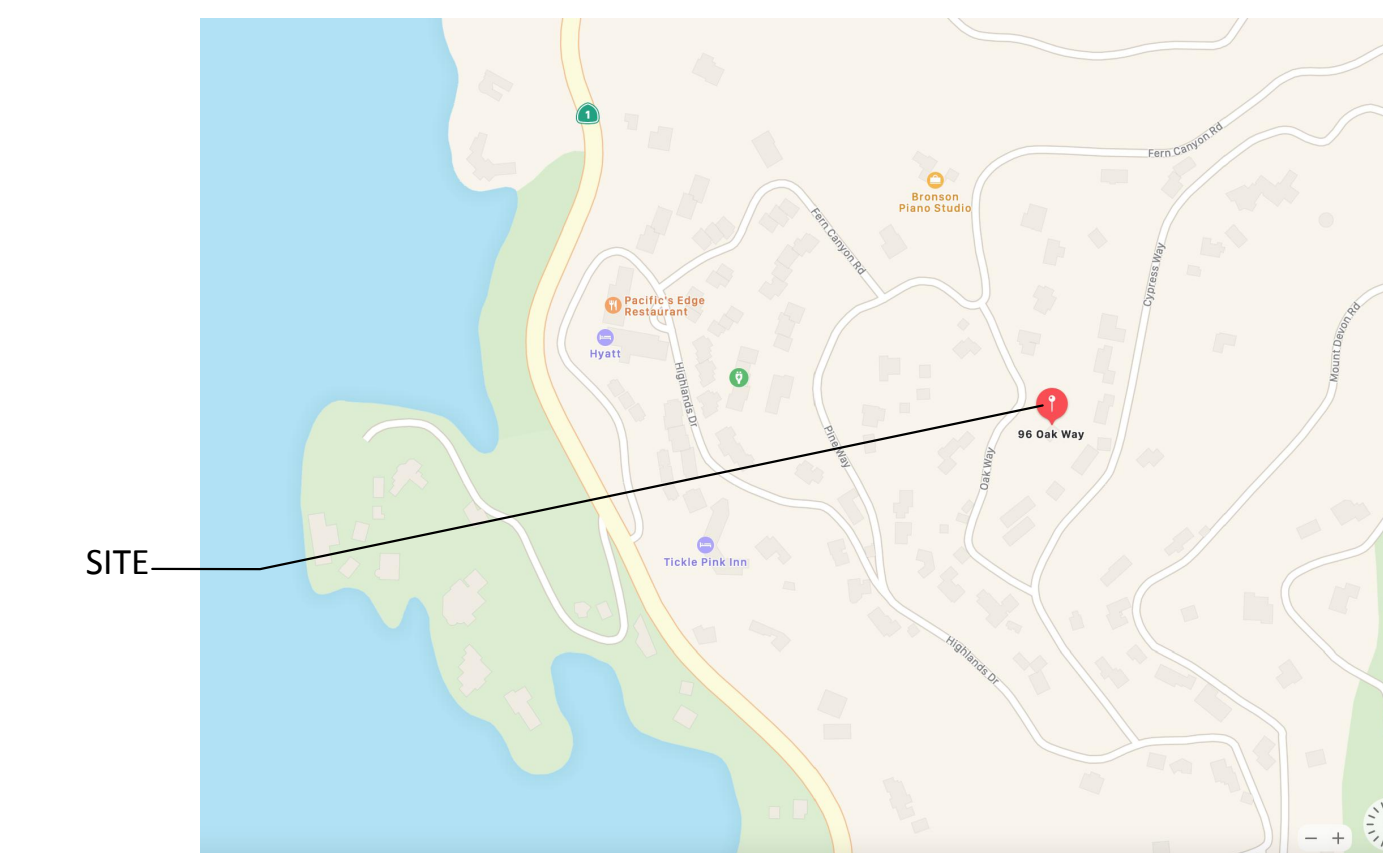 1
Fern Canyon Rd
Bronson
Piano Studio
Fern Canyon Rd
Cypress Way
Pacific's Edge
Restaurant
Hyatt
Mount Devon Rd
Highlands Dr
96 Oak Way
Pine Way
Oak Way
SITE
Tickle Pink Inn
Highlands Dr
− +